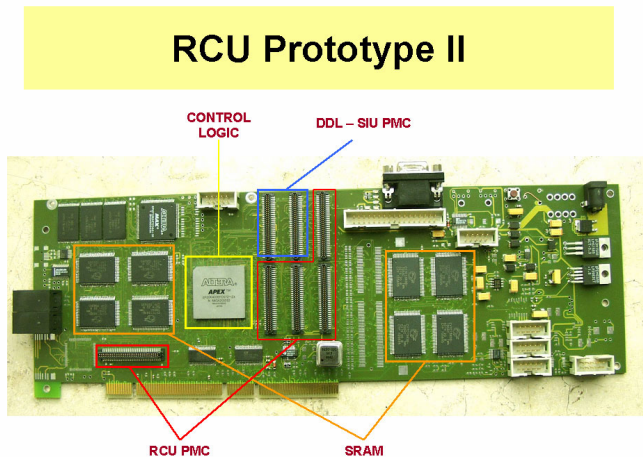 RCU Prototype II
CONTROL
LOGIC
DDL – SIU PMC
ALTERA
APEX
RCU PMC
SRAM